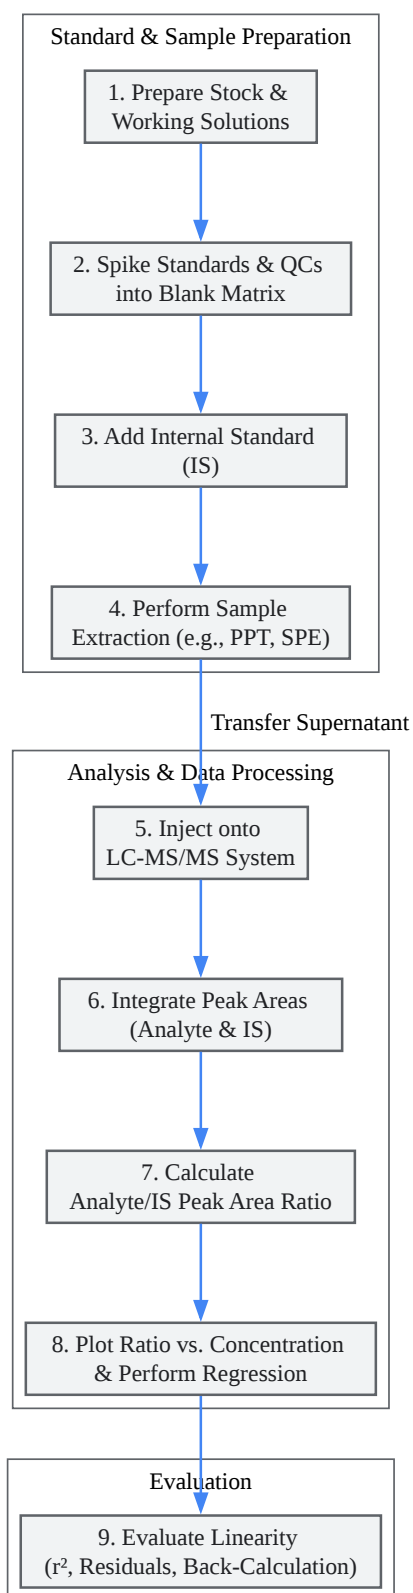 Standard & Sample Preparation
1. Prepare Stock &
Working Solutions
2. Spike Standards & QCs
into Blank Matrix
3. Add Internal Standard
(IS)
4. Perform Sample
Extraction (e.g., PPT, SPE)
Transfer Supernatant
Analysis & Data Processing
5. Inject onto
LC-MS/MS System
6. Integrate Peak Areas
(Analyte & IS)
7. Calculate
Analyte/IS Peak Area Ratio
8. Plot Ratio vs. Concentration
& Perform Regression
Evaluation
9. Evaluate Linearity
(r², Residuals, Back-Calculation)